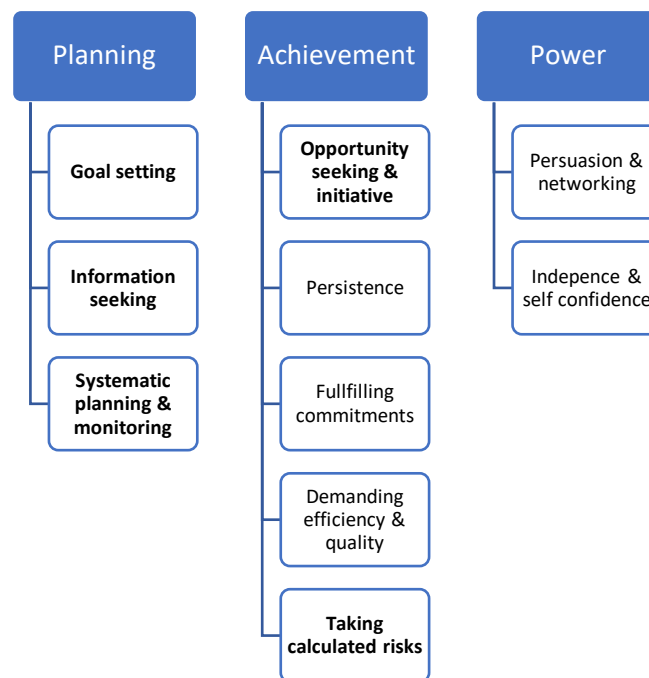 Planning
Goal setting
Information
seeking
Systematic
planning &
monitoring
Achievement
Opportunity
seeking &
initiative
Persistence
Fullfilling
commitments
Demanding
efficiency &
quality
Taking
calculated risks
Power
Persuasion &
networking
Indepence &
self confidence